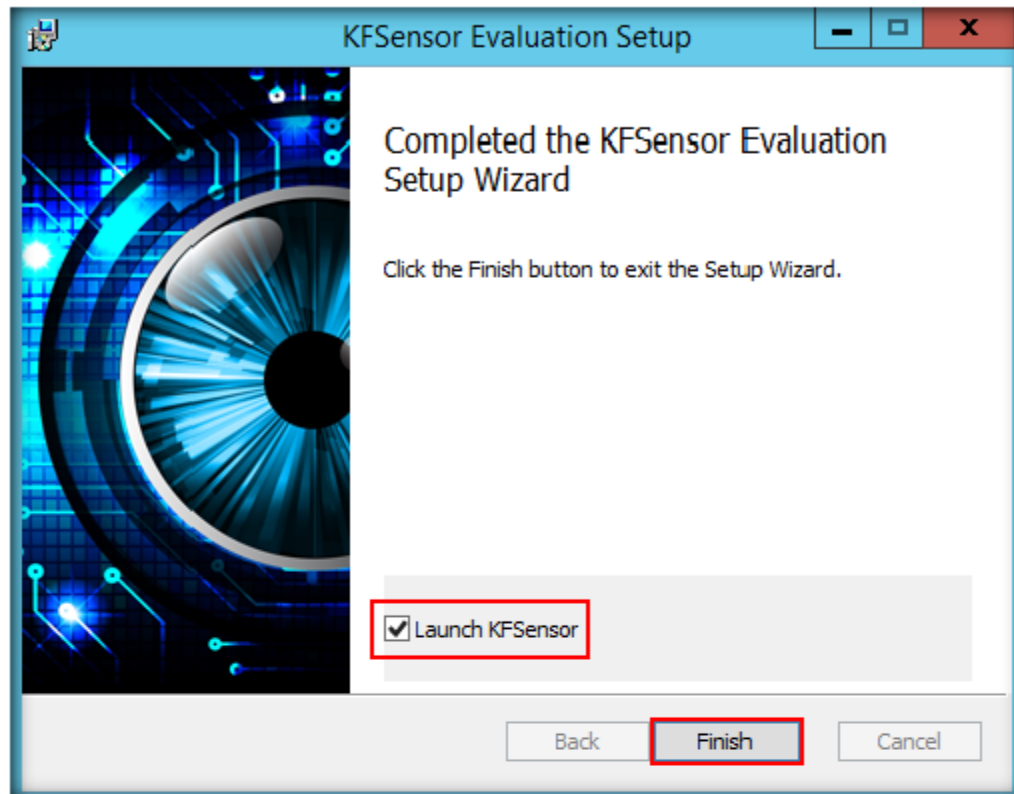 KFSensor Evaluation Setup
Completed the KFSensor Evaluation
Setup Wizard
Click the Finish button to exit the Setup Wizard.
Launch KFSensor
Back
Finish
Cancel